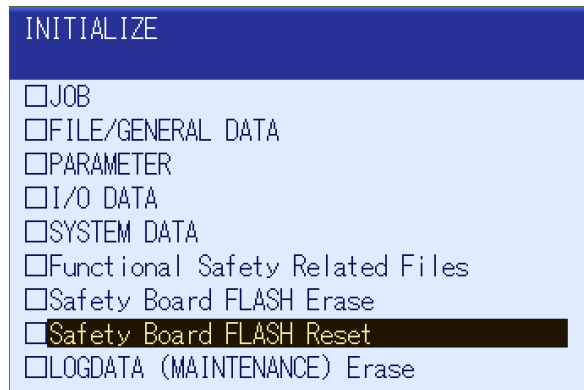 INITIALIZE
□JOB
□FILE/GENERAL DATA
□PARAMETER
□I/O DATA
□SYSTEM DATA
□Functional Safety Related Files
□Safety Board FLASH Erase
□Safety Board FLASH Reset
□LOGDATA (MAINTENANCE) Erase